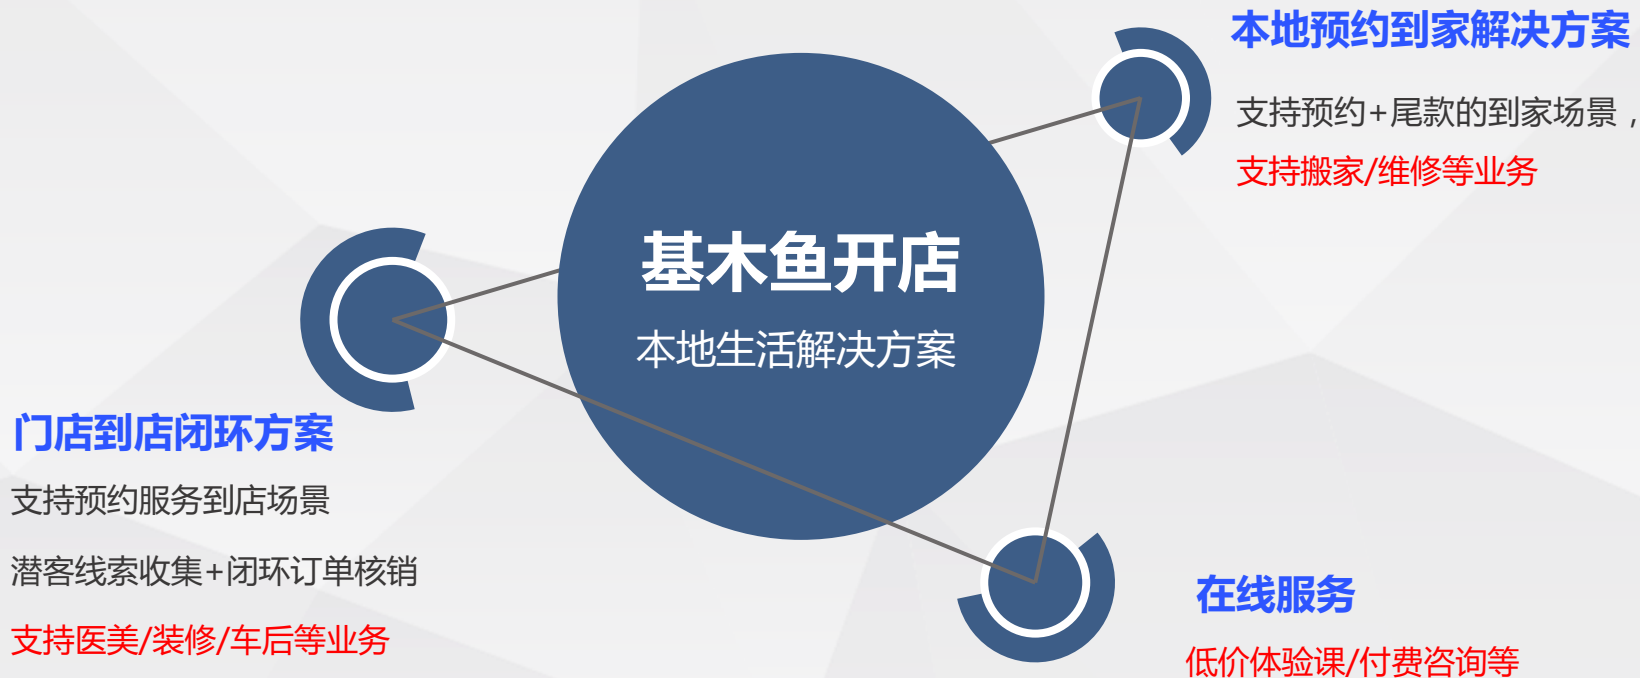 本地预约到家解决方案
支持预约+尾款的到家场景，
支持搬家/维修等业务
基木鱼开店
本地生活解决方案
门店到店闭环方案
支持预约服务到店场景
潜客线索收集+闭环订单核销
支持医美/装修/车后等业务
在线服务
低价体验课/付费咨询等